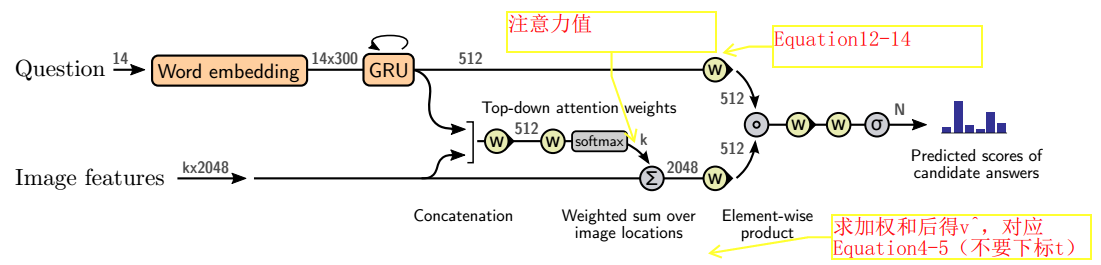 注意力值
Equation12-14
Question
14
Word embedding
14x300
GRU
512
W
512
Top-down attention weights
W
512
W
softmax
k
o
W
W
σ
N
Image features
kx2048
Σ
2048
W
512
Predicted scores of
candidate answers
Concatenation
Weighted sum over
image locations
Element-wise
product
求加权和后得v^，对应
Equation4-5（不要下标t）